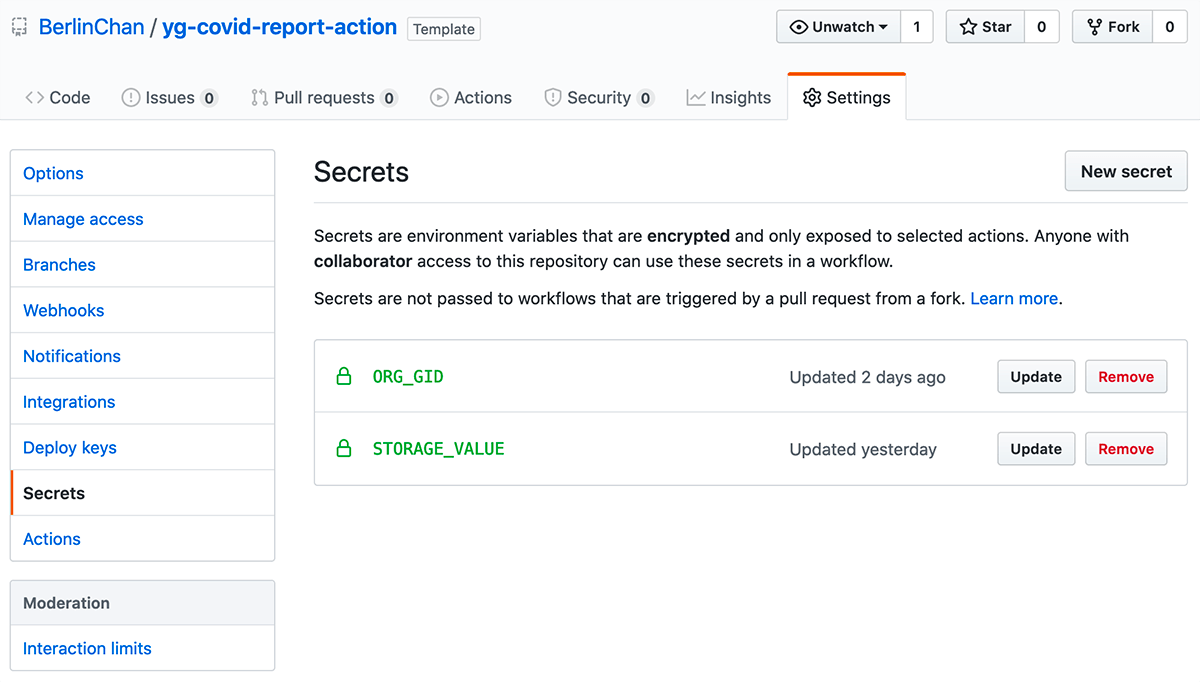 BerlinChan / yg-covid-report-action Template Unwatch 1 Star 0 Fork 0
Code Issues 0 Pull requests 0 Actions Security 0 Insights Settings
Options
Manage access
Branches
Webhooks
Notifications
Integrations
Deploy keys
Secrets
Actions
Moderation
Interaction limits
Secrets New secret
Secrets are environment variables that are encrypted and only exposed to selected actions. Anyone with
collaborator access to this repository can use these secrets in a workflow.
Secrets are not passed to workflows that are triggered by a pull request from a fork. Learn more.
ORG_GID Updated 2 days ago Update Remove
STORAGE_VALUE Updated yesterday Update Remove